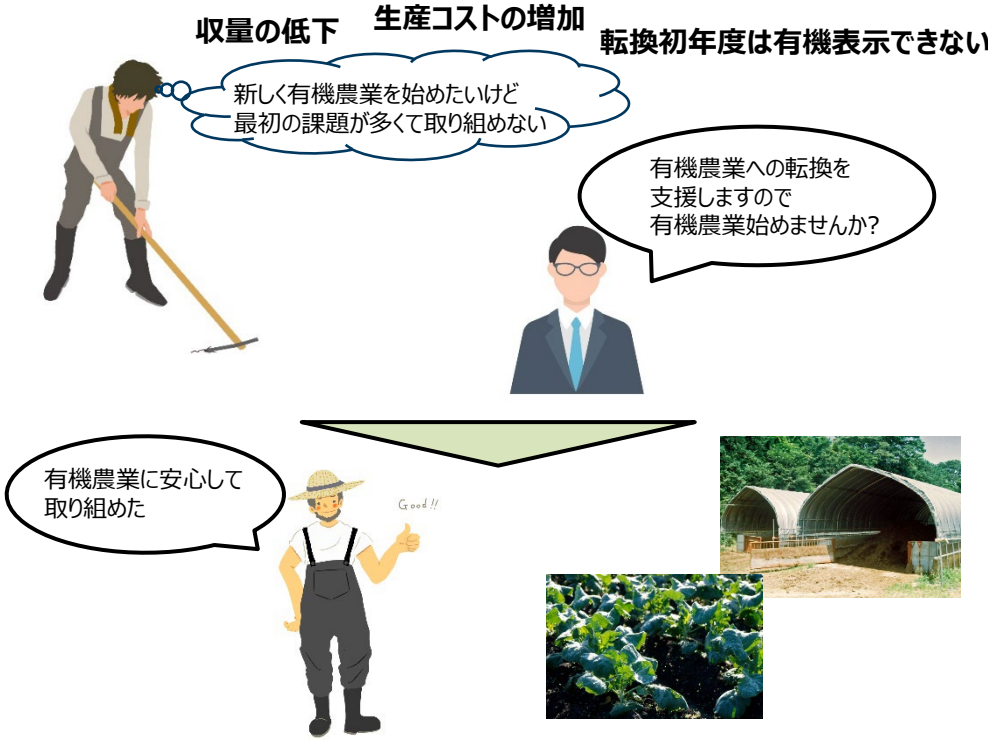 収量の低下
生産コストの増加
転換初年度は有機表示できない
新しく有機農業を始めたいけど
最初の課題が多くて取り組めない
有機農業への転換を
支援しますので
有機農業始めませんか?
有機農業に安心して
取り組めた
Good!!